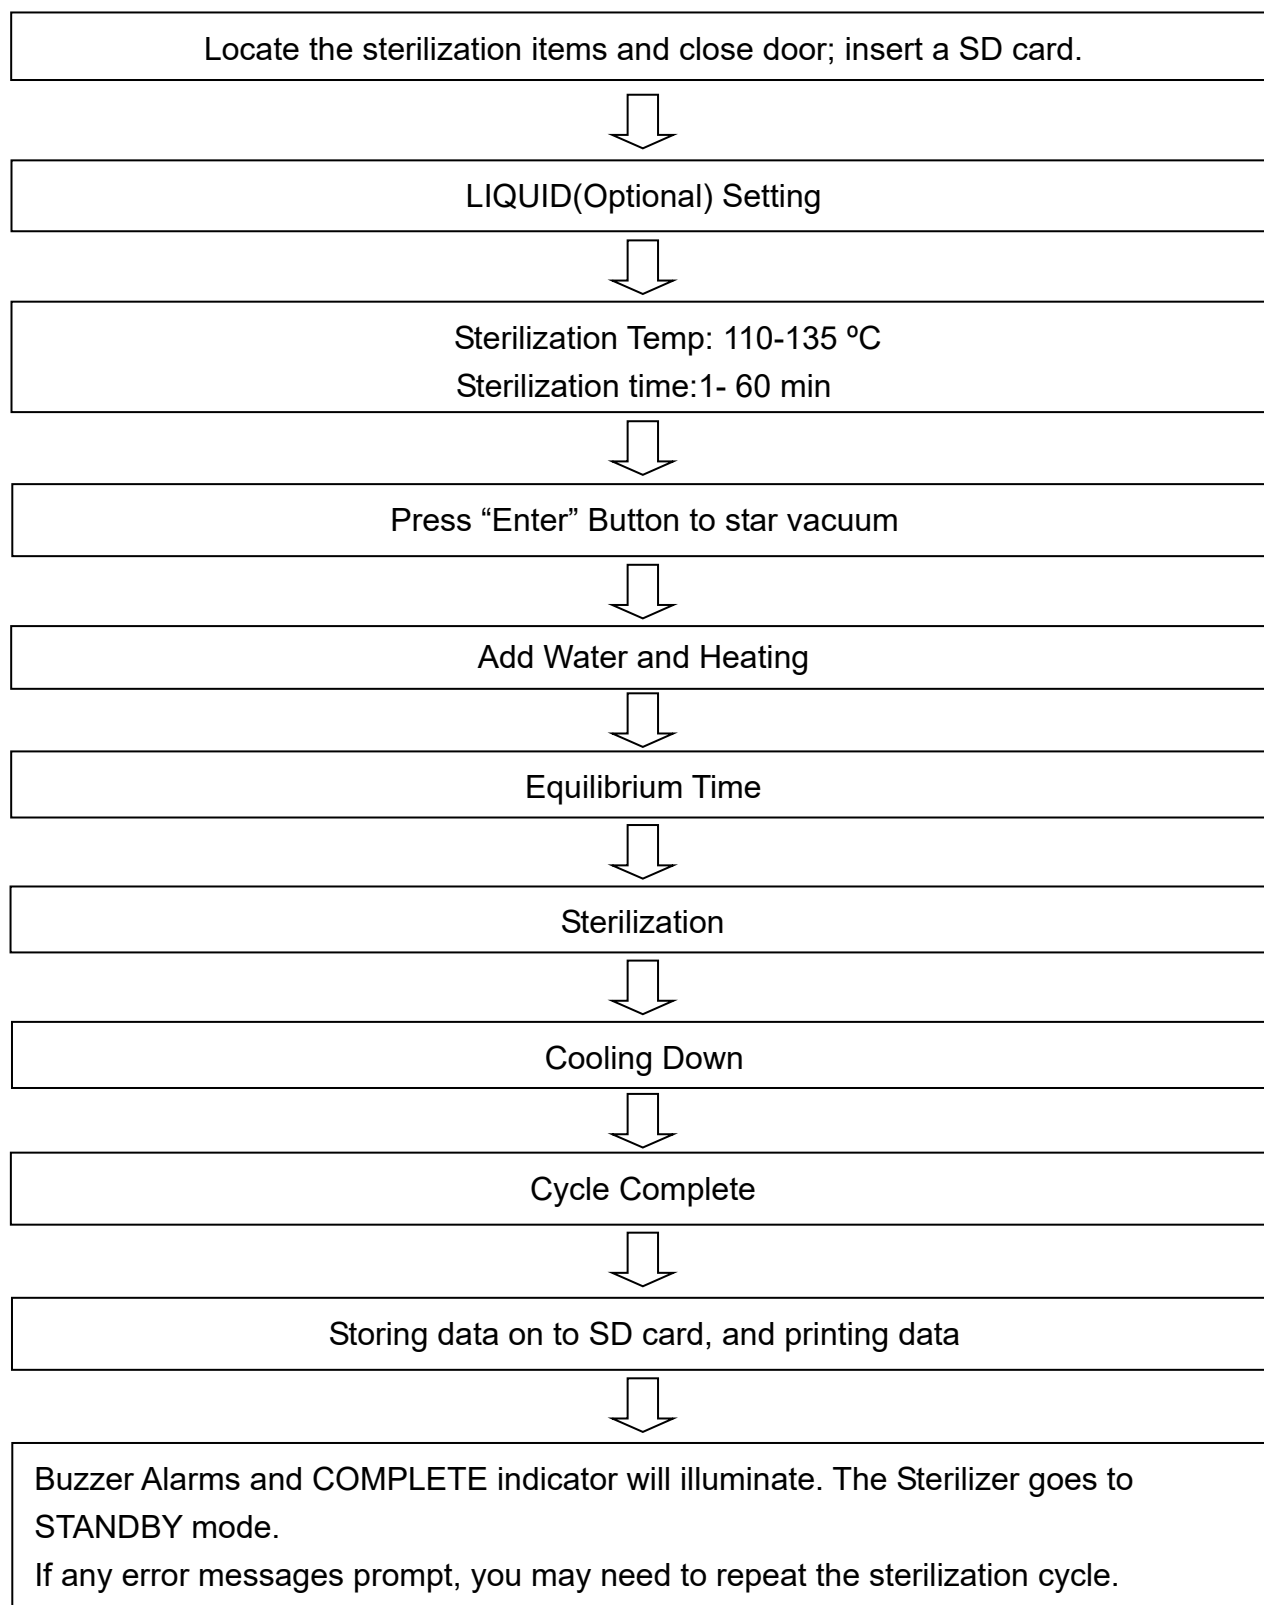 Locate the sterilization items and close door; insert a SD card.
LIQUID(Optional) Setting
Sterilization Temp: 110-135 ºC
Sterilization time:1- 60 min
Press “Enter” Button to star vacuum
Add Water and Heating
Equilibrium Time
Sterilization
Cooling Down
Cycle Complete
Storing data on to SD card, and printing data
Buzzer Alarms and COMPLETE indicator will illuminate. The Sterilizer goes to
STANDBY mode.
If any error messages prompt, you may need to repeat the sterilization cycle.